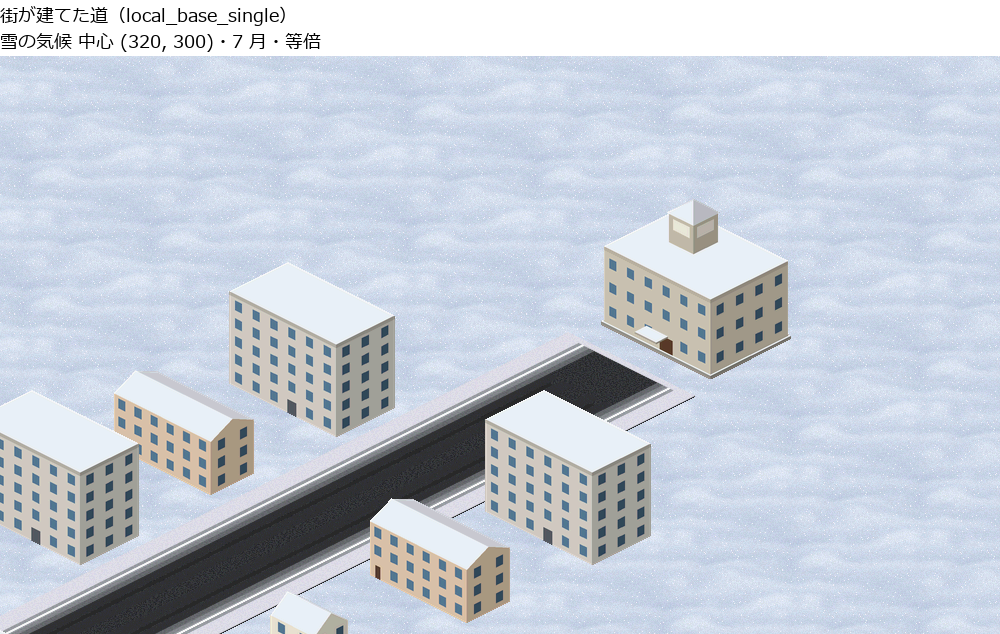 街が建てた道（local_base_single）
雪の気候 中心 (320, 300)・7 月・等倍